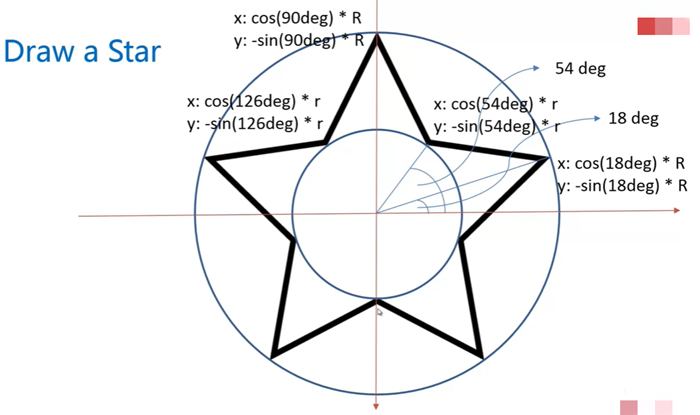 x: cos(90deg) * R
y: -sin(90deg) * R
Draw a Star
54 deg
x: cos(126deg) * r
y: -sin(126deg) * r
x: cos(54deg) * r
y: -sin(54deg) * r
18 deg
x: cos(18deg) * R
y: -sin(18deg) * R